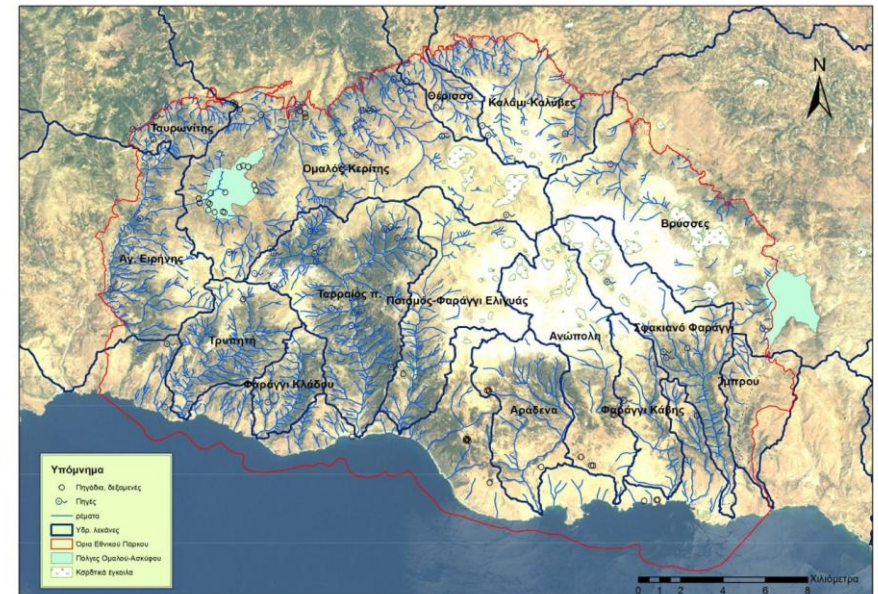 N
Θέρισσο
Καλάμι-Καλύβες
Ταυρωνίτης
Ομαλός-Κερίτης
Βρύσσες
Αγ. Ειρήνης
Ταρραίος π.
Ποταμός-Φαράγγι Ελιγιάς
Σφακιανό Φαράγγι
Τρυπητή
Ανώπολη
Φαράγγι Κλάδου
Ίμπρου
Αράδενα
Φαράγγι Κάβης
Υπόμνημα
Πηγάδια, δεξαμενές
Πηγές
ρέματα
Υδρ. λεκάνες
Όρια Εθνικού Πάρκου
Πόλγες Ομαλού-Ασκύφου
Καρστικά έγκοιλα
Χιλιόμετρα
0 1 2 4 6 8